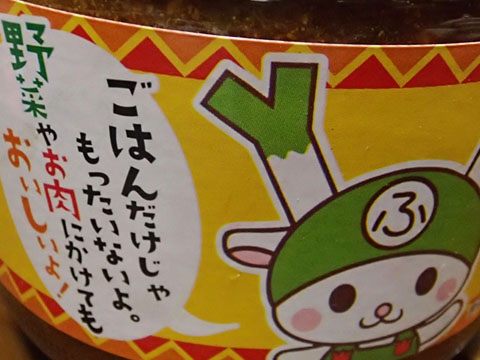 ごはんだけじゃ
もったいないよ。
野菜やお肉にかけても
おいしいよ!
ふ